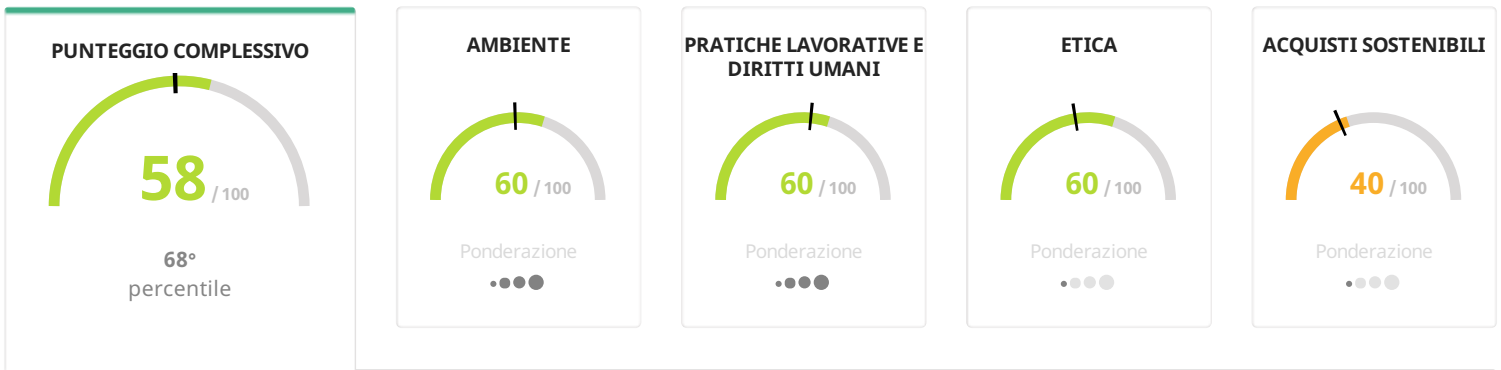 PUNTEGGIO COMPLESSIVO
58 / 100
68°
percentile
AMBIENTE
60 / 100
Ponderazione
PRATICHE LAVORATIVE E
DIRITTI UMANI
60 / 100
Ponderazione
ETICA
60 / 100
Ponderazione
ACQUISTI SOSTENIBILI
40 / 100
Ponderazione